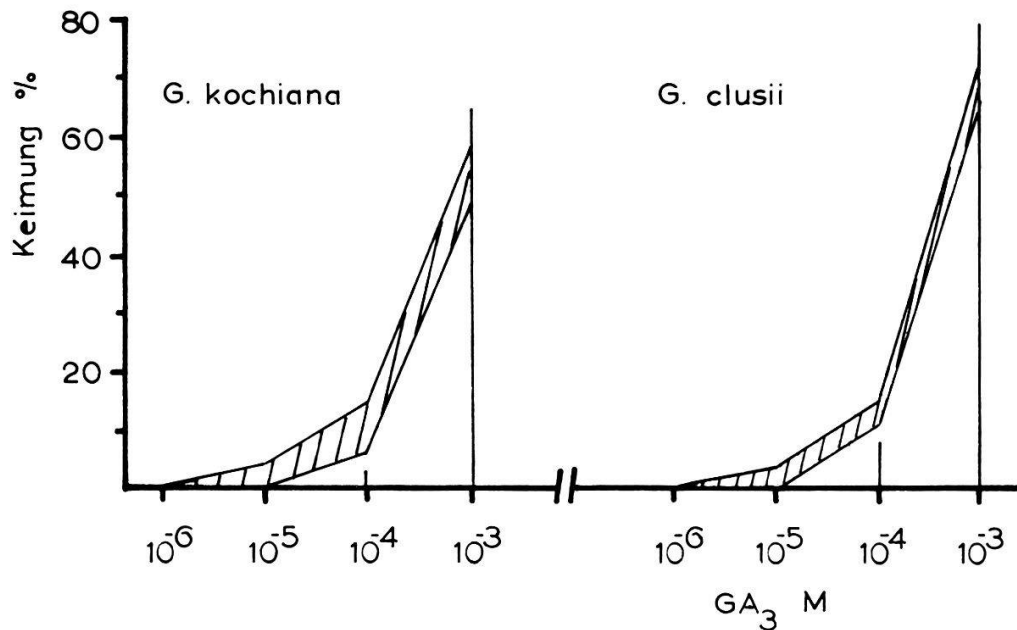 Keimung %
80
60
40
20
G. kochiana
G. clusii
10⁻⁶ 10⁻⁵ 10⁻⁴ 10⁻³ 10⁻⁶ 10⁻⁵ 10⁻⁴ 10⁻³
GA₃ M